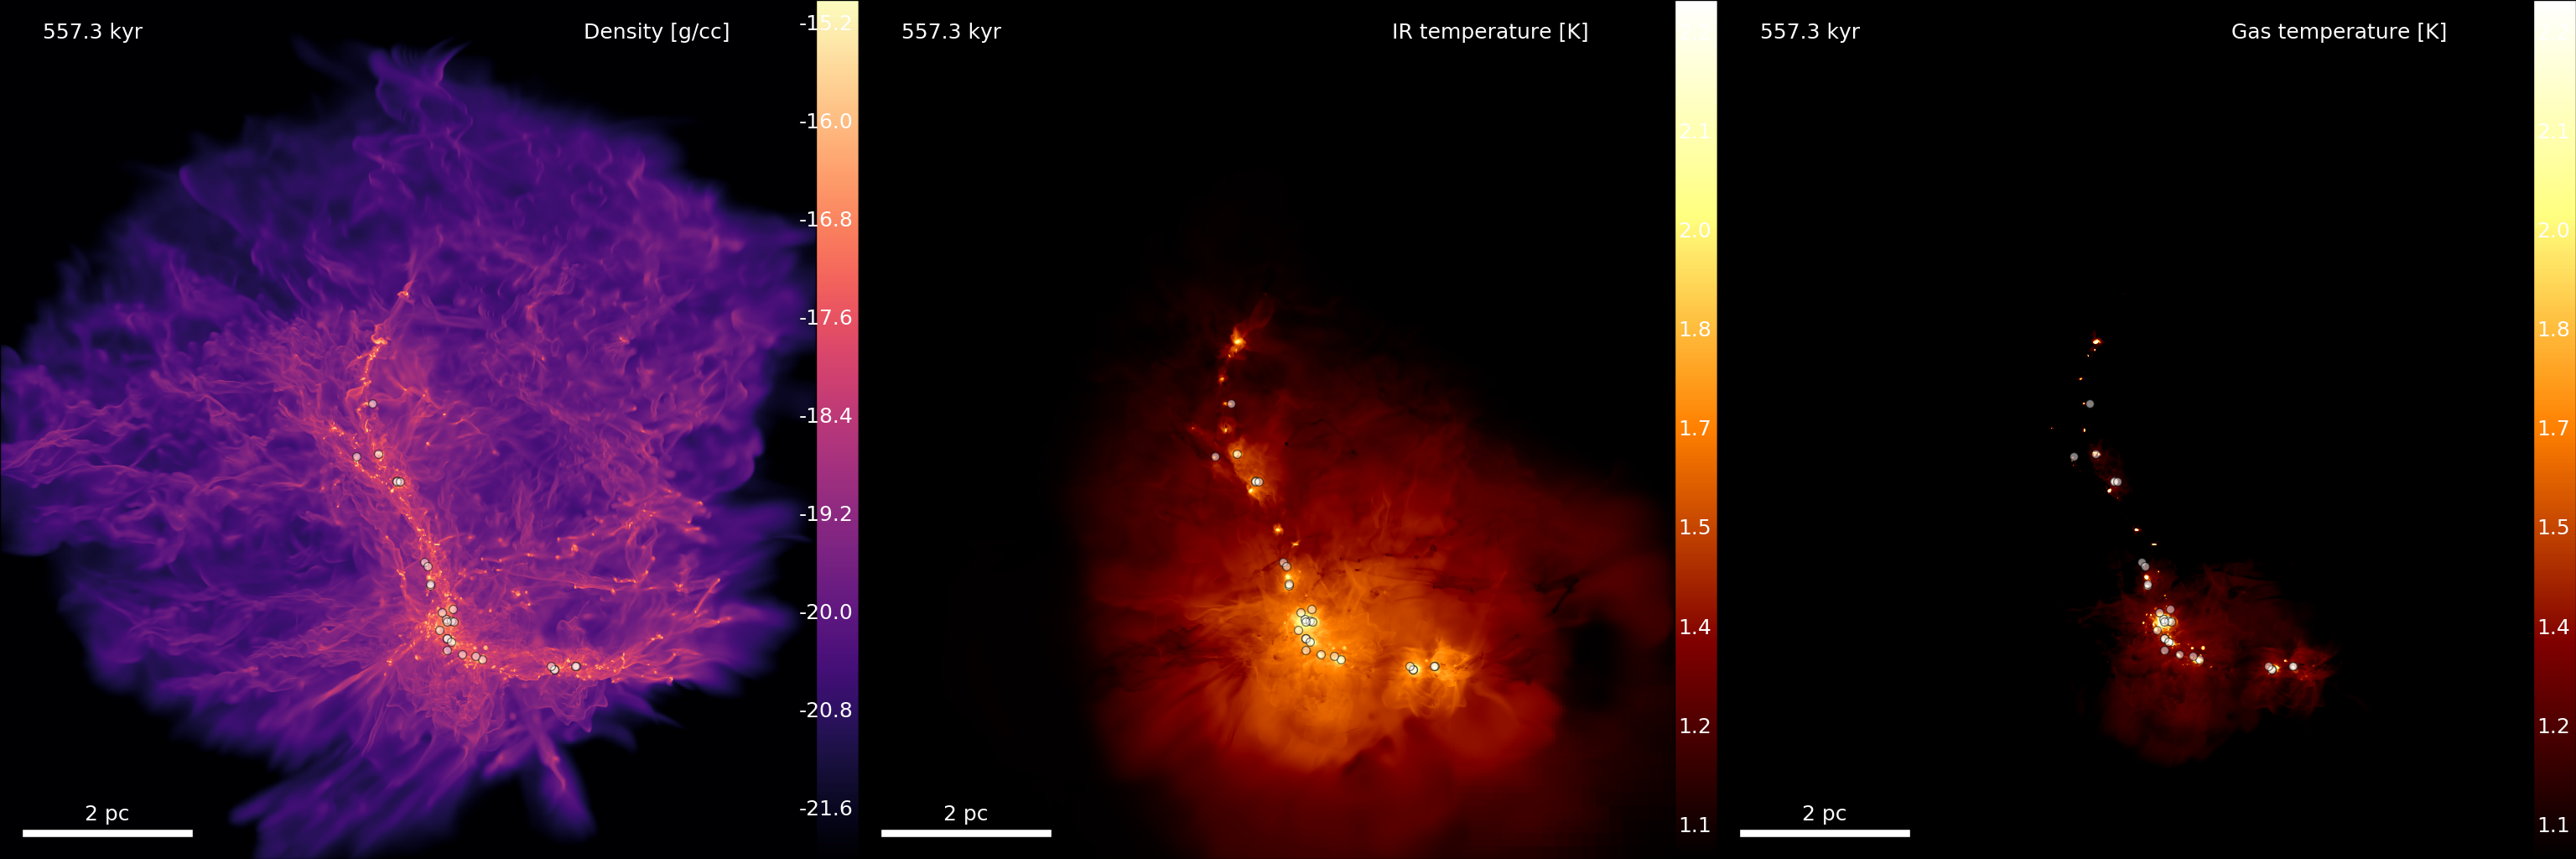 557.3 kyr
Density [g/cc]
-15.2
-16.0
-16.8
-17.6
-18.4
-19.2
-20.0
-20.8
-21.6
2 pc
557.3 kyr
IR temperature [K]
2.1
2.0
1.8
1.7
1.5
1.4
1.2
1.1
2 pc
557.3 kyr
Gas temperature [K]
2.1
2.0
1.8
1.7
1.5
1.4
1.2
1.1
2 pc